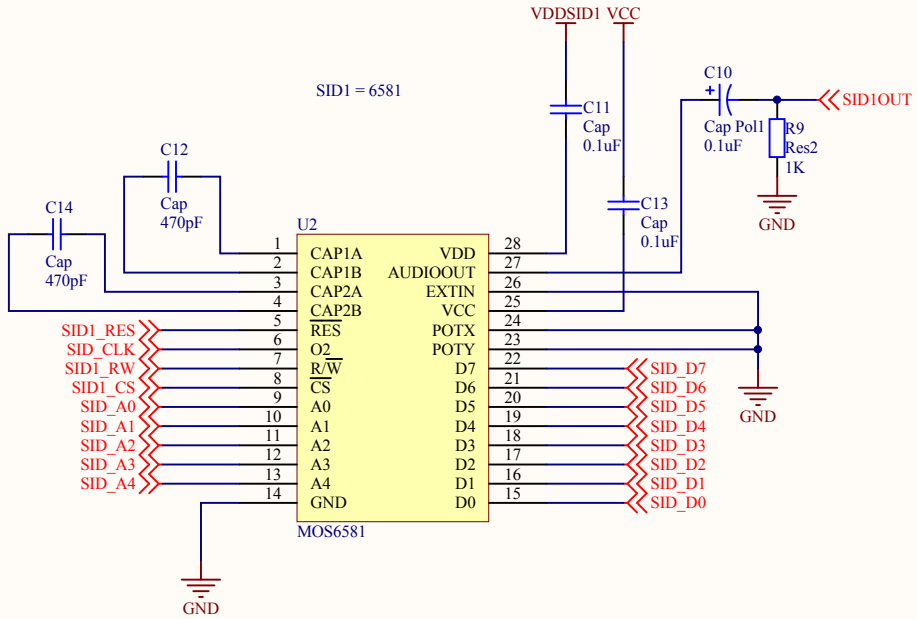 VDDSID1 VCC
SID1 = 6581
C10
Cap Pol1
0.1uF
SID1OUT
R9
Res2
1K
GND
C11
Cap
0.1uF
C12
Cap
470pF
C13
Cap
0.1uF
C14
Cap
470pF
U2
1 CAP1A VDD 28
2 CAP1B AUDIOOUT 27
3 CAP2A EXTIN 26
4 CAP2B VCC 25
SID1_RES 5 RES POTX 24
SID_CLK 6 O2 POTY 23
SID1_RW 7 R/W D7 22 SID_D7
SID1_CS 8 CS D6 21 SID_D6
SID_A0 9 A0 D5 20 SID_D5
SID_A1 10 A1 D4 19 SID_D4
SID_A2 11 A2 D3 18 SID_D3
SID_A3 12 A3 D2 17 SID_D2
SID_A4 13 A4 D1 16 SID_D1
14 GND D0 15 SID_D0
GND
MOS6581
GND